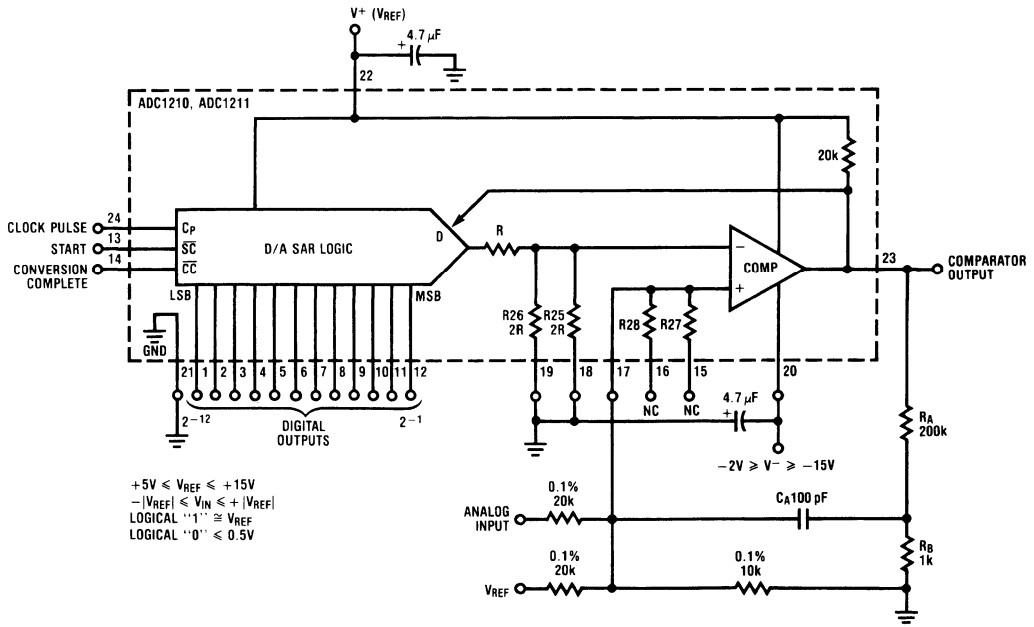 V+ (VREF)
+ 4.7 µF
22
ADC1210, ADC1211
20k
CLOCK PULSE 24 CP
START 13 SC
CONVERSION COMPLETE 14 CC
D/A SAR LOGIC
D
R
LSB
MSB
−
COMP
+
23
COMPARATOR OUTPUT
R26 2R
R25 2R
R28
R27
GND
21 1 2 3 4 5 6 7 8 9 10 11 12
19 18 17 16 15 20
NC NC
2−12
2−1
DIGITAL OUTPUTS
+ 4.7 µF
−2V ⩾ V− ⩾ −15V
RA 200k
+5V ⩽ VREF ⩽ +15V
−|VREF| ⩽ VIN ⩽ +|VREF|
LOGICAL "1" ≅ VREF
LOGICAL "0" ⩽ 0.5V
ANALOG INPUT
0.1% 20k
CA 100 pF
RB 1k
VREF
0.1% 20k
0.1% 10k